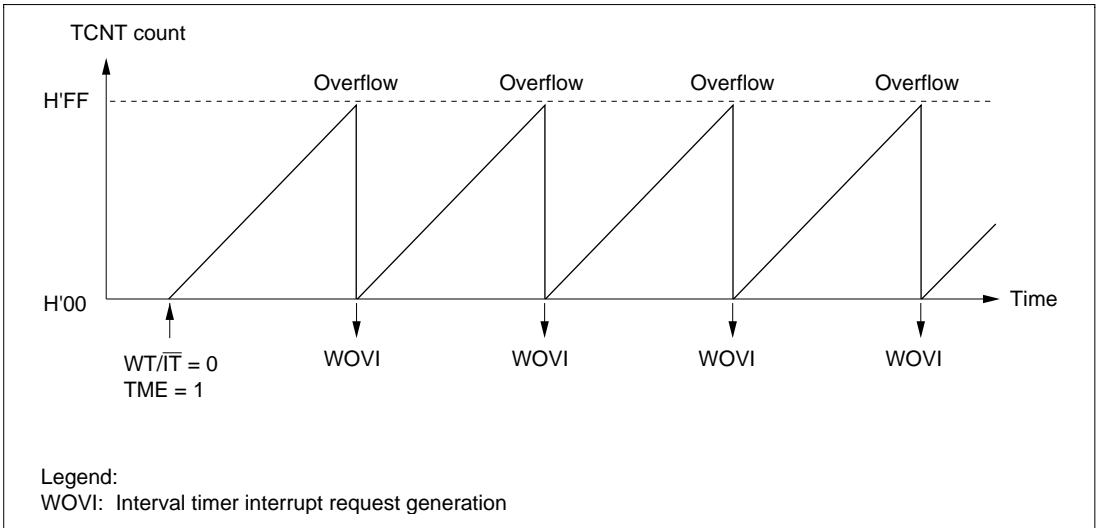 TCNT count
Overflow Overflow Overflow Overflow
H'FF
H'00
Time
WT/I̅T̅ = 0
TME = 1
WOVI WOVI WOVI WOVI
Legend:
WOVI: Interval timer interrupt request generation